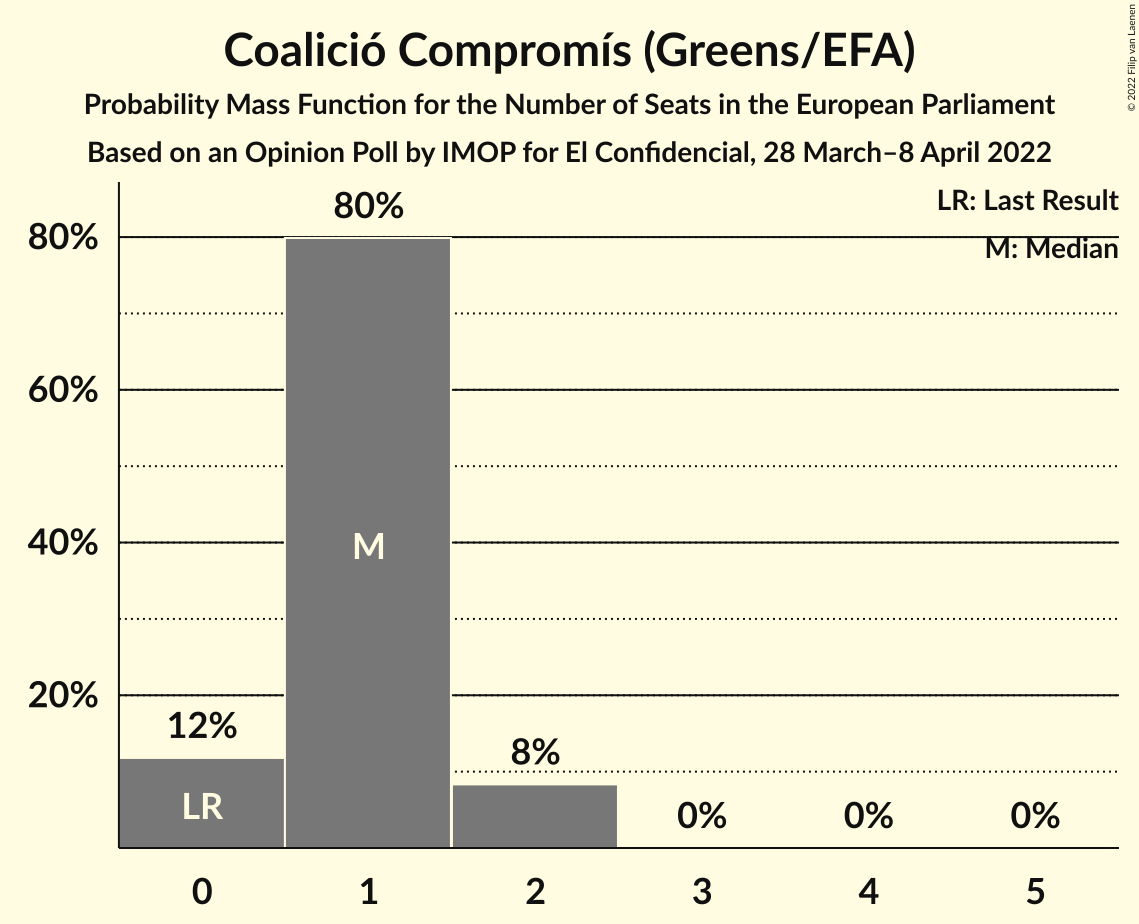 Coalició Compromís (Greens/EFA)
Probability Mass Function for the Number of Seats in the European Parliament
Based on an Opinion Poll by IMOP for El Confidencial, 28 March–8 April 2022
© 2022 Filip van Laenen
LR: Last Result
M: Median
80%
60%
40%
20%
12%
80%
8%
0%
0%
0%
LR
M
0
1
2
3
4
5